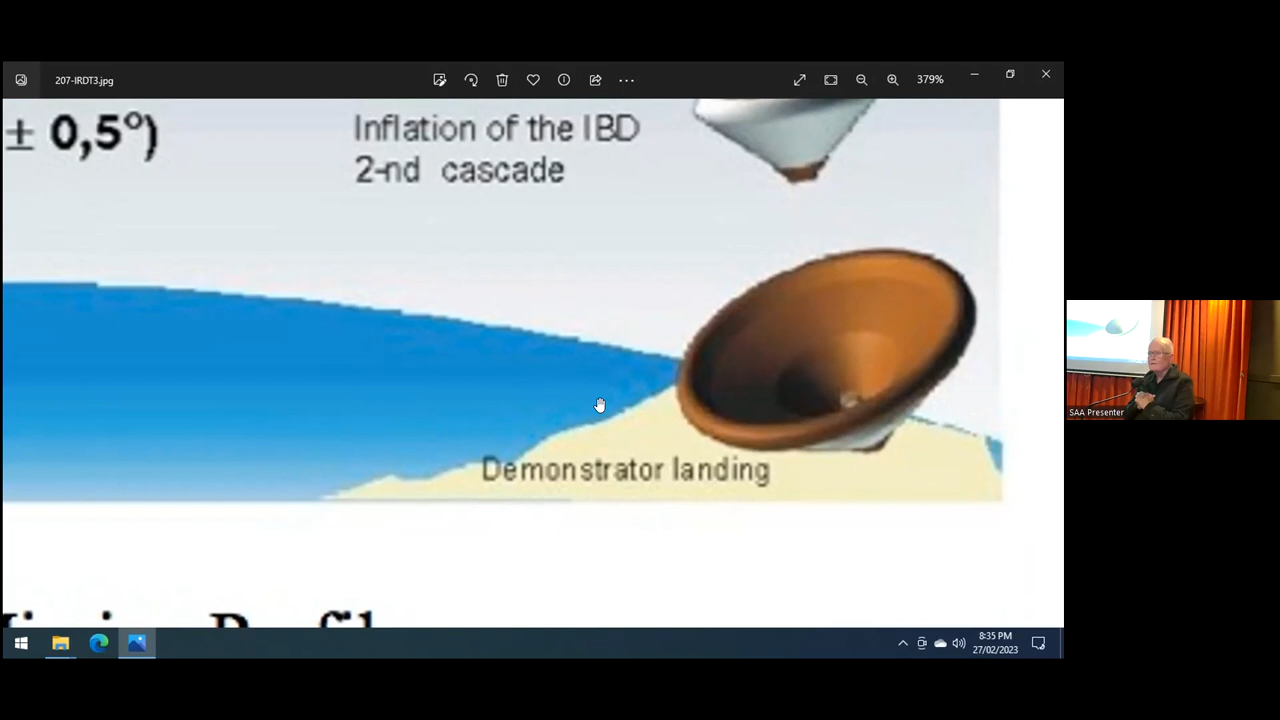 207-IRDT3.jpg
379%
± 0,5°)
Inflation of the IBD
2-nd cascade
Demonstrator landing
SAA Presenter
8:35 PM
27/02/2023